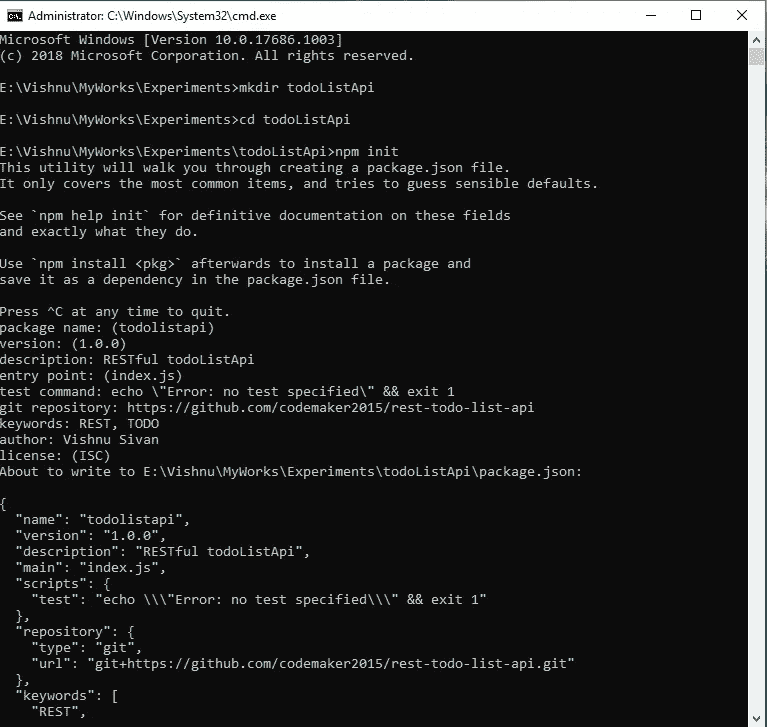 Administrator: C:\Windows\System32\cmd.exe
Microsoft Windows [Version 10.0.17686.1003]
(c) 2018 Microsoft Corporation. All rights reserved.
E:\Vishnu\MyWorks\Experiments>mkdir todoListApi
E:\Vishnu\MyWorks\Experiments>cd todoListApi
E:\Vishnu\MyWorks\Experiments\todoListApi>npm init
This utility will walk you through creating a package.json file.
It only covers the most common items, and tries to guess sensible defaults.
See `npm help init` for definitive documentation on these fields
and exactly what they do.
Use `npm install <pkg>` afterwards to install a package and
save it as a dependency in the package.json file.
Press ^C at any time to quit.
package name: (todolistapi)
version: (1.0.0)
description: RESTful todoListApi
entry point: (index.js)
test command: echo \"Error: no test specified\" && exit 1
git repository: https://github.com/codemaker2015/rest-todo-list-api
keywords: REST, TODO
author: Vishnu Sivan
license: (ISC)
About to write to E:\Vishnu\MyWorks\Experiments\todoListApi\package.json:
{
  "name": "todolistapi",
  "version": "1.0.0",
  "description": "RESTful todoListApi",
  "main": "index.js",
  "scripts": {
    "test": "echo \\\"Error: no test specified\\\" && exit 1"
  },
  "repository": {
    "type": "git",
    "url": "git+https://github.com/codemaker2015/rest-todo-list-api.git"
  },
  "keywords": [
    "REST",